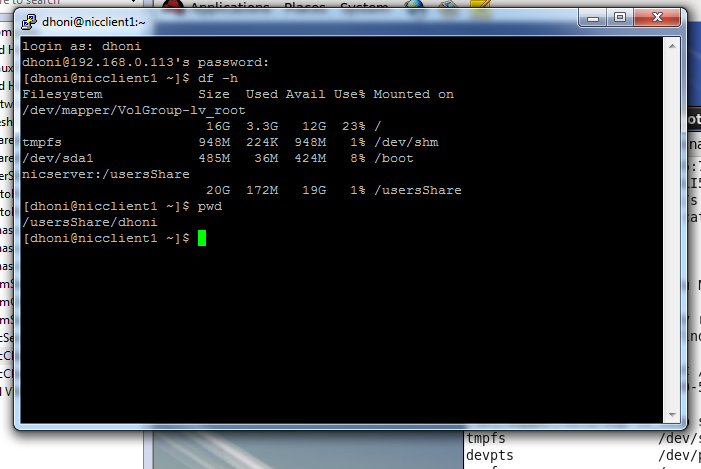 Applications Places System
dhoni@nicclient1:~
login as: dhoni
dhoni@192.168.0.113's password:
[dhoni@nicclient1 ~]$ df -h
Filesystem Size Used Avail Use% Mounted on
/dev/mapper/VolGroup-lv_root
16G 3.3G 12G 23% /
tmpfs 948M 224K 948M 1% /dev/shm
/dev/sda1 485M 36M 424M 8% /boot
nicserver:/usersShare
20G 172M 19G 1% /usersShare
[dhoni@nicclient1 ~]$ pwd
/usersShare/dhoni
[dhoni@nicclient1 ~]$
tmpfs /dev/s
devpts /dev/p